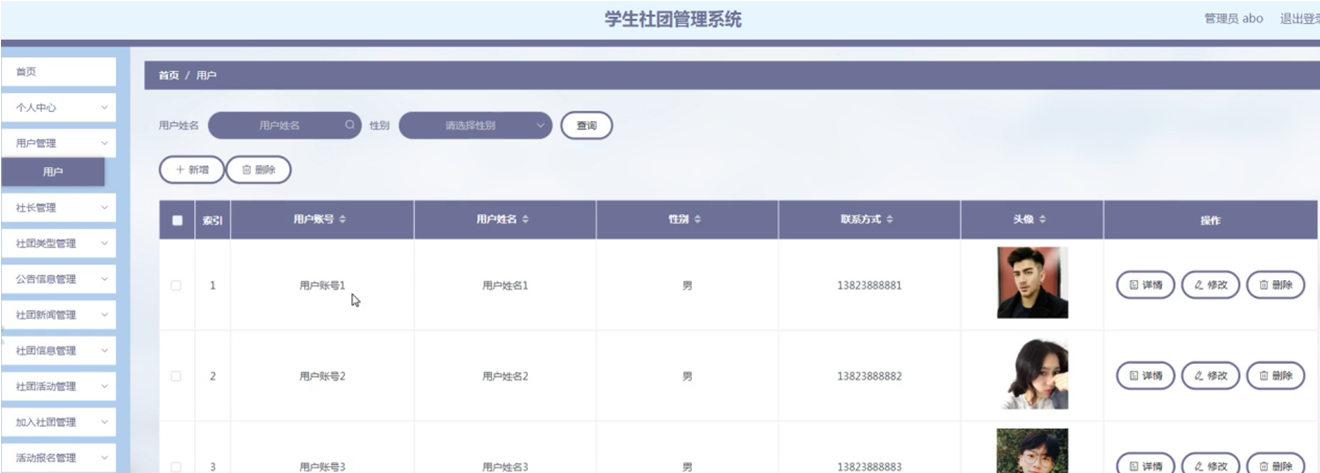 学生社团管理系统
管理员 abo 退出登录
首页
个人中心
用户管理
用户
社长管理
社团类型管理
公告信息管理
社团新闻管理
社团信息管理
社团活动管理
加入社团管理
活动报名管理
首页 / 用户
用户姓名 用户姓名 性别 请选择性别 查询
+ 新增 删除
索引 用户账号 用户姓名 性别 联系方式 头像 操作
1 用户账号1 用户姓名1 男 13823888881 详情 修改 删除
2 用户账号2 用户姓名2 男 13823888882 详情 修改 删除
3 用户账号3 用户姓名3 男 13823888883 详情 修改 删除